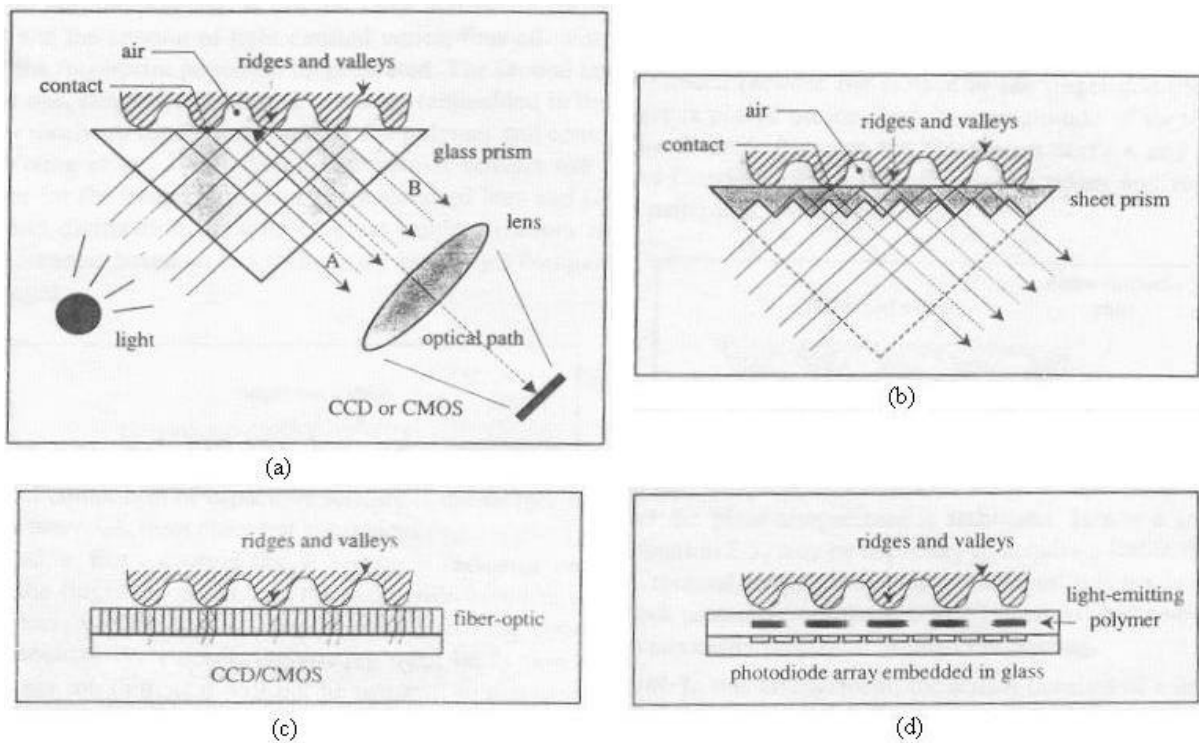 ridges and valleys
air
contact
glass prism
B
lens
A
light
optical path
CCD or CMOS
(a)
air
ridges and valleys
contact
sheet prism
(b)
ridges and valleys
fiber-optic
CCD/CMOS
(c)
ridges and valleys
light-emitting
polymer
photodiode array embedded in glass
(d)